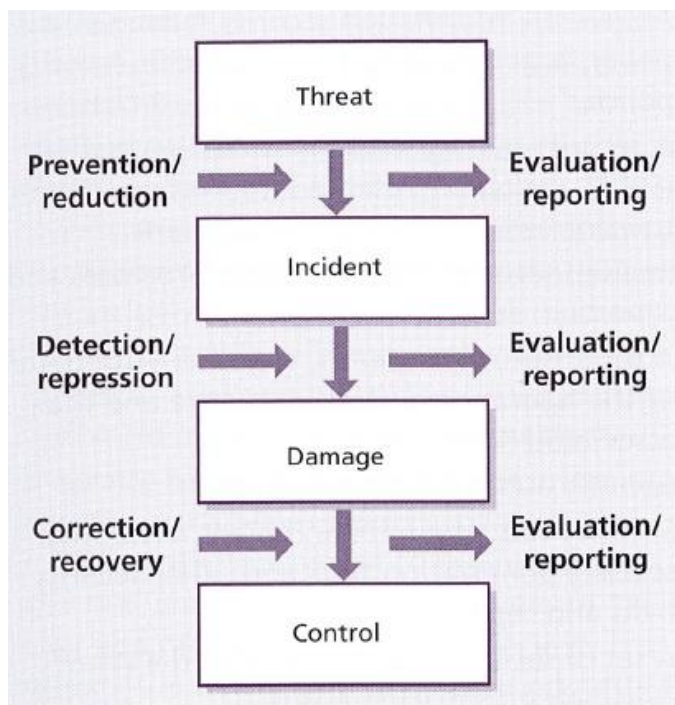 Threat
Prevention/
reduction
Evaluation/
reporting
Incident
Detection/
repression
Evaluation/
reporting
Damage
Correction/
recovery
Evaluation/
reporting
Control